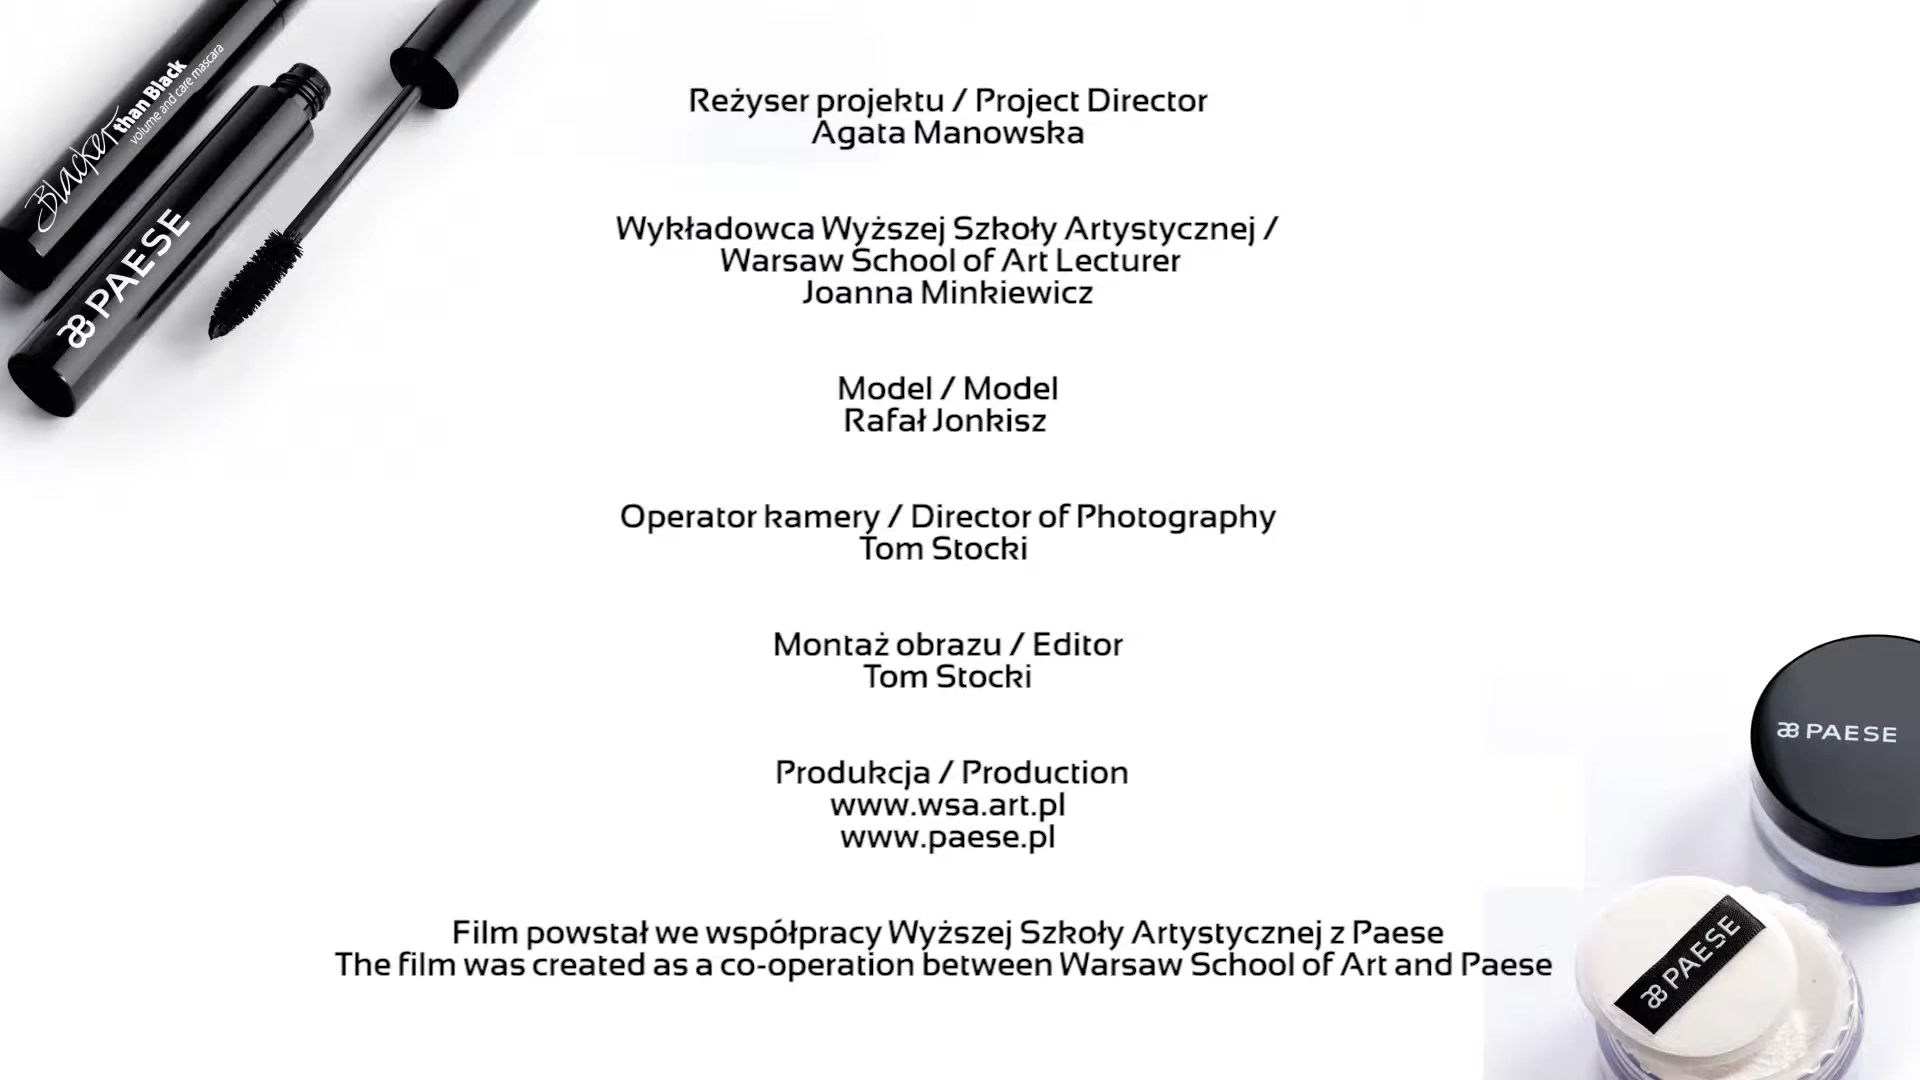 Blacker than Black
volume and care mascara
PAESE
Reżyser projektu / Project Director
Agata Manowska
Wykładowca Wyższej Szkoły Artystycznej /
Warsaw School of Art Lecturer
Joanna Minkiewicz
Model / Model
Rafał Jonkisz
Operator kamery / Director of Photography
Tom Stocki
Montaż obrazu / Editor
Tom Stocki
Produkcja / Production
www.wsa.art.pl
www.paese.pl
Film powstał we współpracy Wyższej Szkoły Artystycznej z Paese
The film was created as a co-operation between Warsaw School of Art and Paese
PAESE
PAESE